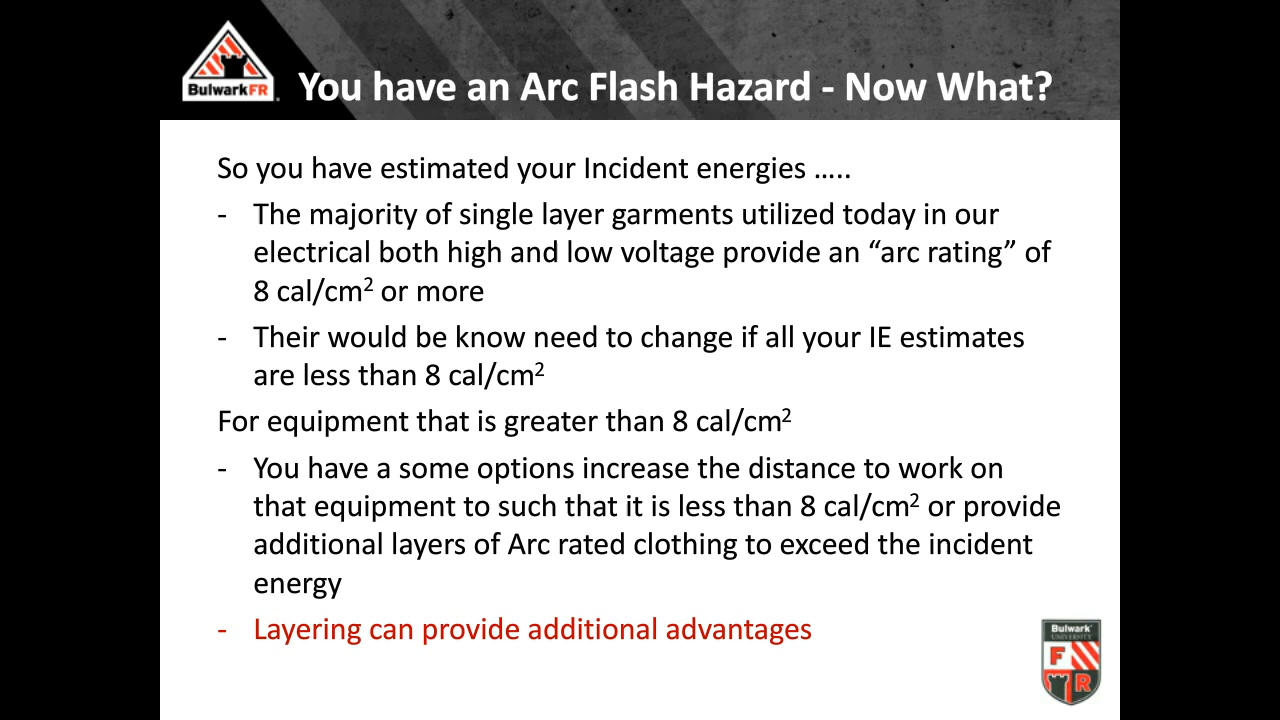 BulwarkFR
You have an Arc Flash Hazard - Now What?
So you have estimated your Incident energies …..
- The majority of single layer garments utilized today in our
electrical both high and low voltage provide an “arc rating” of
8 cal/cm² or more
- Their would be know need to change if all your IE estimates
are less than 8 cal/cm²
For equipment that is greater than 8 cal/cm²
- You have a some options increase the distance to work on
that equipment to such that it is less than 8 cal/cm² or provide
additional layers of Arc rated clothing to exceed the incident
energy
- Layering can provide additional advantages
Bulwark
UNIVERSITY
F
R